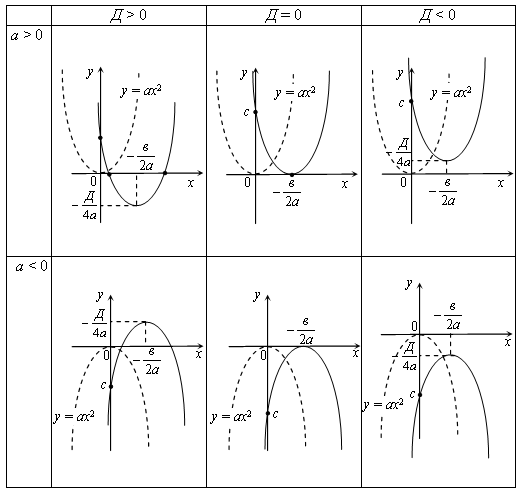 Д > 0 Д = 0 Д < 0
a > 0
y
y = ax²
−в/2a
0
x
−Д/4a
y
y = ax²
c
0
x
−в/2a
y
y = ax²
c
−Д/4a
0
x
−в/2a
a < 0
y
−Д/4a
0
x
−в/2a
c
y = ax²
y
−в/2a
0
x
c
y = ax²
y
−в/2a
0
x
−Д/4a
c
y = ax²